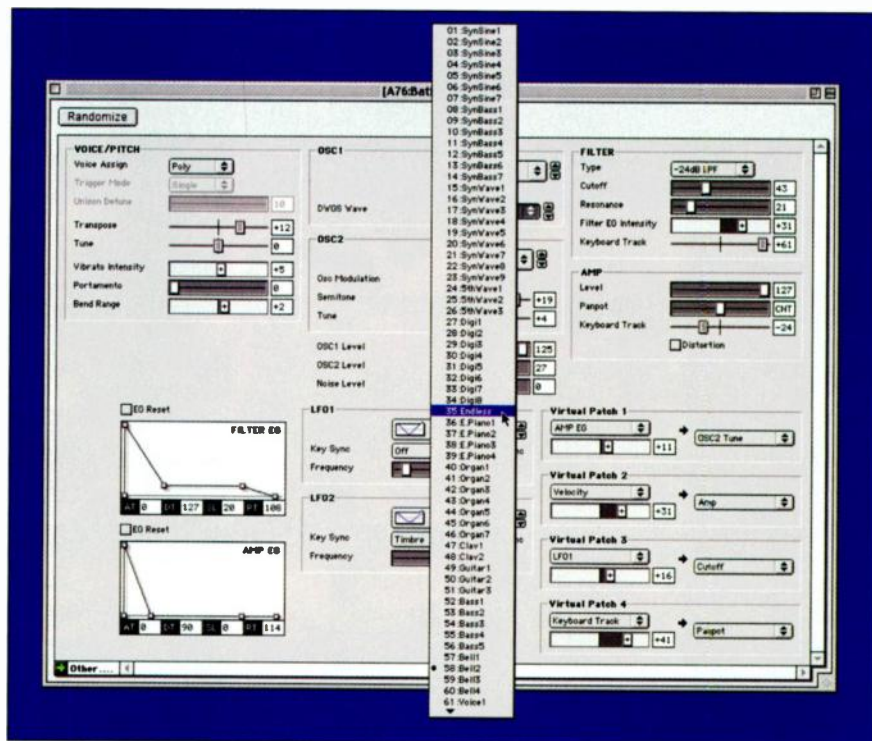 [A76:Bat
Randomize
VOICE/PITCH
Voice Assign
Poly
Trigger Mode
Single
Unison Detune
10
Transpose
+12
Tune
0
Vibrato Intensity
+5
Portamento
0
Bend Range
+2
OSC1
DWGS Wave
OSC2
Osc Modulation
Semitone
+19
Tune
+4
OSC1 Level
125
OSC2 Level
27
Noise Level
0
01:SynSine1
02:SynSine2
03:SynSine3
04:SynSine4
05:SynSine5
06:SynSine6
07:SynSine7
08:SynBass1
09:SynBass2
10:SynBass3
11:SynBass4
12:SynBass5
13:SynBass6
14:SynBass7
15:SynWave1
16:SynWave2
17:SynWave3
18:SynWave4
19:SynWave5
20:SynWave6
21:SynWave7
22:SynWave8
23:SynWave9
24:5thWave1
25:5thWave2
26:5thWave3
27:Digi1
28:Digi2
29:Digi3
30:Digi4
31:Digi5
32:Digi6
33:Digi7
34:Digi8
35:Endless
36:E.Piano1
37:E.Piano2
38:E.Piano3
39:E.Piano4
40:Organ1
41:Organ2
42:Organ3
43:Organ4
44:Organ5
45:Organ6
46:Organ7
47:Clav1
48:Clav2
49:Guitar1
50:Guitar2
51:Guitar3
52:Bass1
53:Bass2
54:Bass3
55:Bass4
56:Bass5
57:Bell1
58:Bell2
59:Bell3
60:Bell4
61:Voice1
FILTER
Type
-24dB LPF
Cutoff
43
Resonance
21
Filter EG Intensity
+31
Keyboard Track
+61
AMP
Level
127
Panpot
CNT
Keyboard Track
-24
Distortion
EG Reset
FILTER EG
AT 0 DT 127 SL 20 RT 108
EG Reset
AMP EG
AT 0 DT 90 SL 0 RT 114
LFO1
Key Sync
Off
Frequency
LFO2
Key Sync
Timbre
Frequency
Virtual Patch 1
AMP EG
OSC2 Tune
+11
Virtual Patch 2
Velocity
Amp
+31
Virtual Patch 3
LFO1
Cutoff
+16
Virtual Patch 4
Keyboard Track
Panpot
+41
Other....